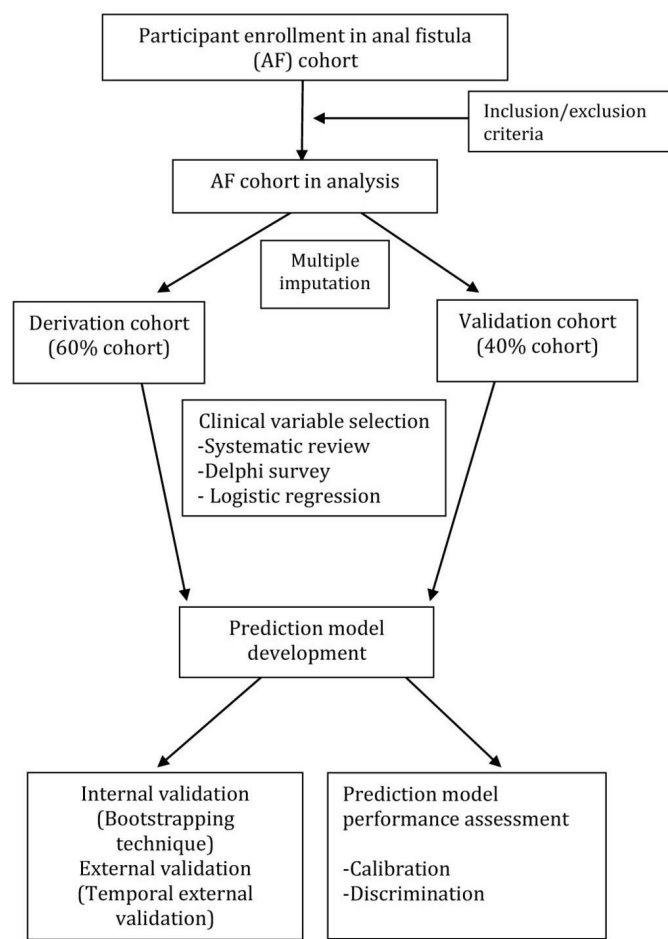 Participant enrollment in anal fistula
(AF) cohort
Inclusion/exclusion
criteria
AF cohort in analysis
Multiple
imputation
Derivation cohort
(60% cohort)
Validation cohort
(40% cohort)
Clinical variable selection
-Systematic review
-Delphi survey
- Logistic regression
Prediction model
development
Internal validation
(Bootstrapping
technique)
External validation
(Temporal external
validation)
Prediction model
performance assessment
-Calibration
-Discrimination